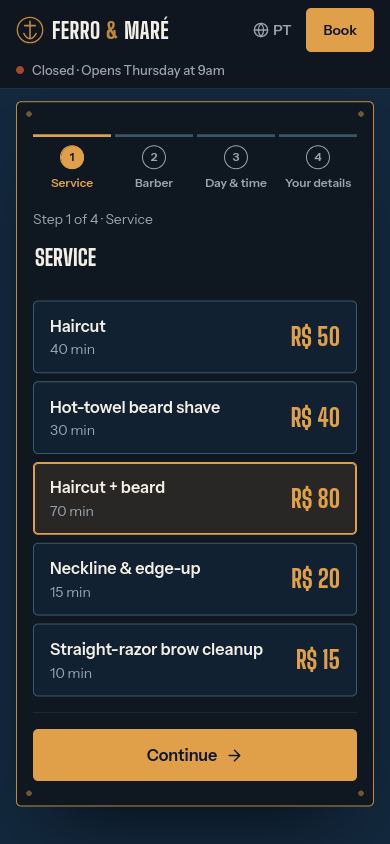 FERRO & MARÉ
PT
Book
Closed · Opens Thursday at 9am
1
2
3
4
Service
Barber
Day & time
Your details
Step 1 of 4 · Service
SERVICE
Haircut
40 min
R$ 50
Hot-towel beard shave
30 min
R$ 40
Haircut + beard
70 min
R$ 80
Neckline & edge-up
15 min
R$ 20
Straight-razor brow cleanup
10 min
R$ 15
Continue